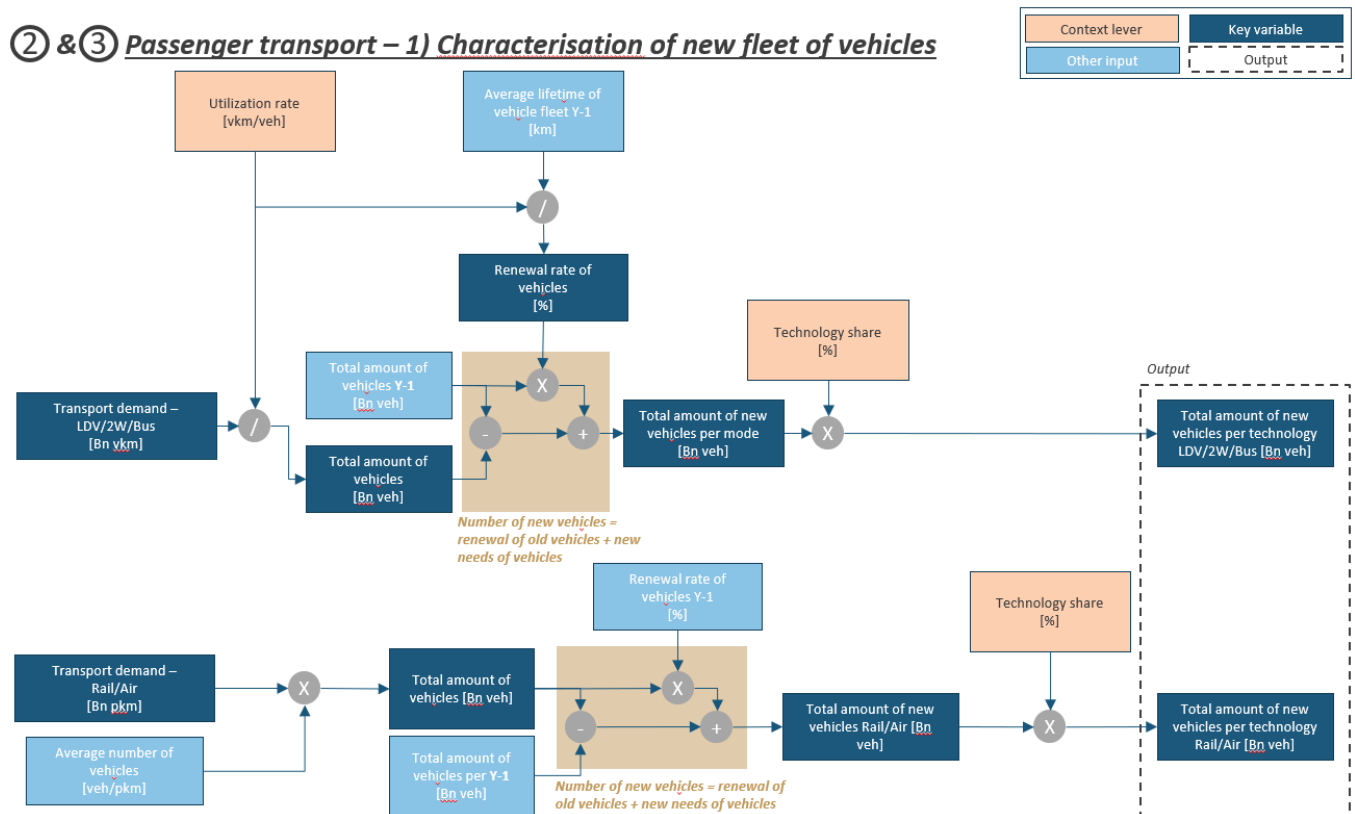 ② & ③ Passenger transport – 1) Characterisation of new fleet of vehicles
Context lever
Key variable
Other input
Output
Utilization rate
[vkm/veh]
Average lifetime of
vehicle fleet Y-1
[km]
/
Renewal rate of
vehicles
[%]
Technology share
[%]
Output
Total amount of
vehicles Y-1
[Bn veh]
X
Transport demand –
LDV/2W/Bus
[Bn vkm]
/
-
+
Total amount of new
vehicles per mode
[Bn veh]
X
Total amount of new
vehicles per technology
LDV/2W/Bus [Bn veh]
Total amount of
vehicles
[Bn veh]
Number of new vehicles =
renewal of old vehicles + new
needs of vehicles
Renewal rate of
vehicles Y-1
[%]
Technology share
[%]
Transport demand –
Rail/Air
[Bn pkm]
X
Total amount of
vehicles [Bn veh]
X
-
+
Total amount of new
vehicles Rail/Air [Bn
veh]
X
Total amount of new
vehicles per technology
Rail/Air [Bn veh]
Average number of
vehicles
[veh/pkm]
Total amount of
vehicles per Y-1
[Bn veh]
Number of new vehicles = renewal of
old vehicles + new needs of vehicles